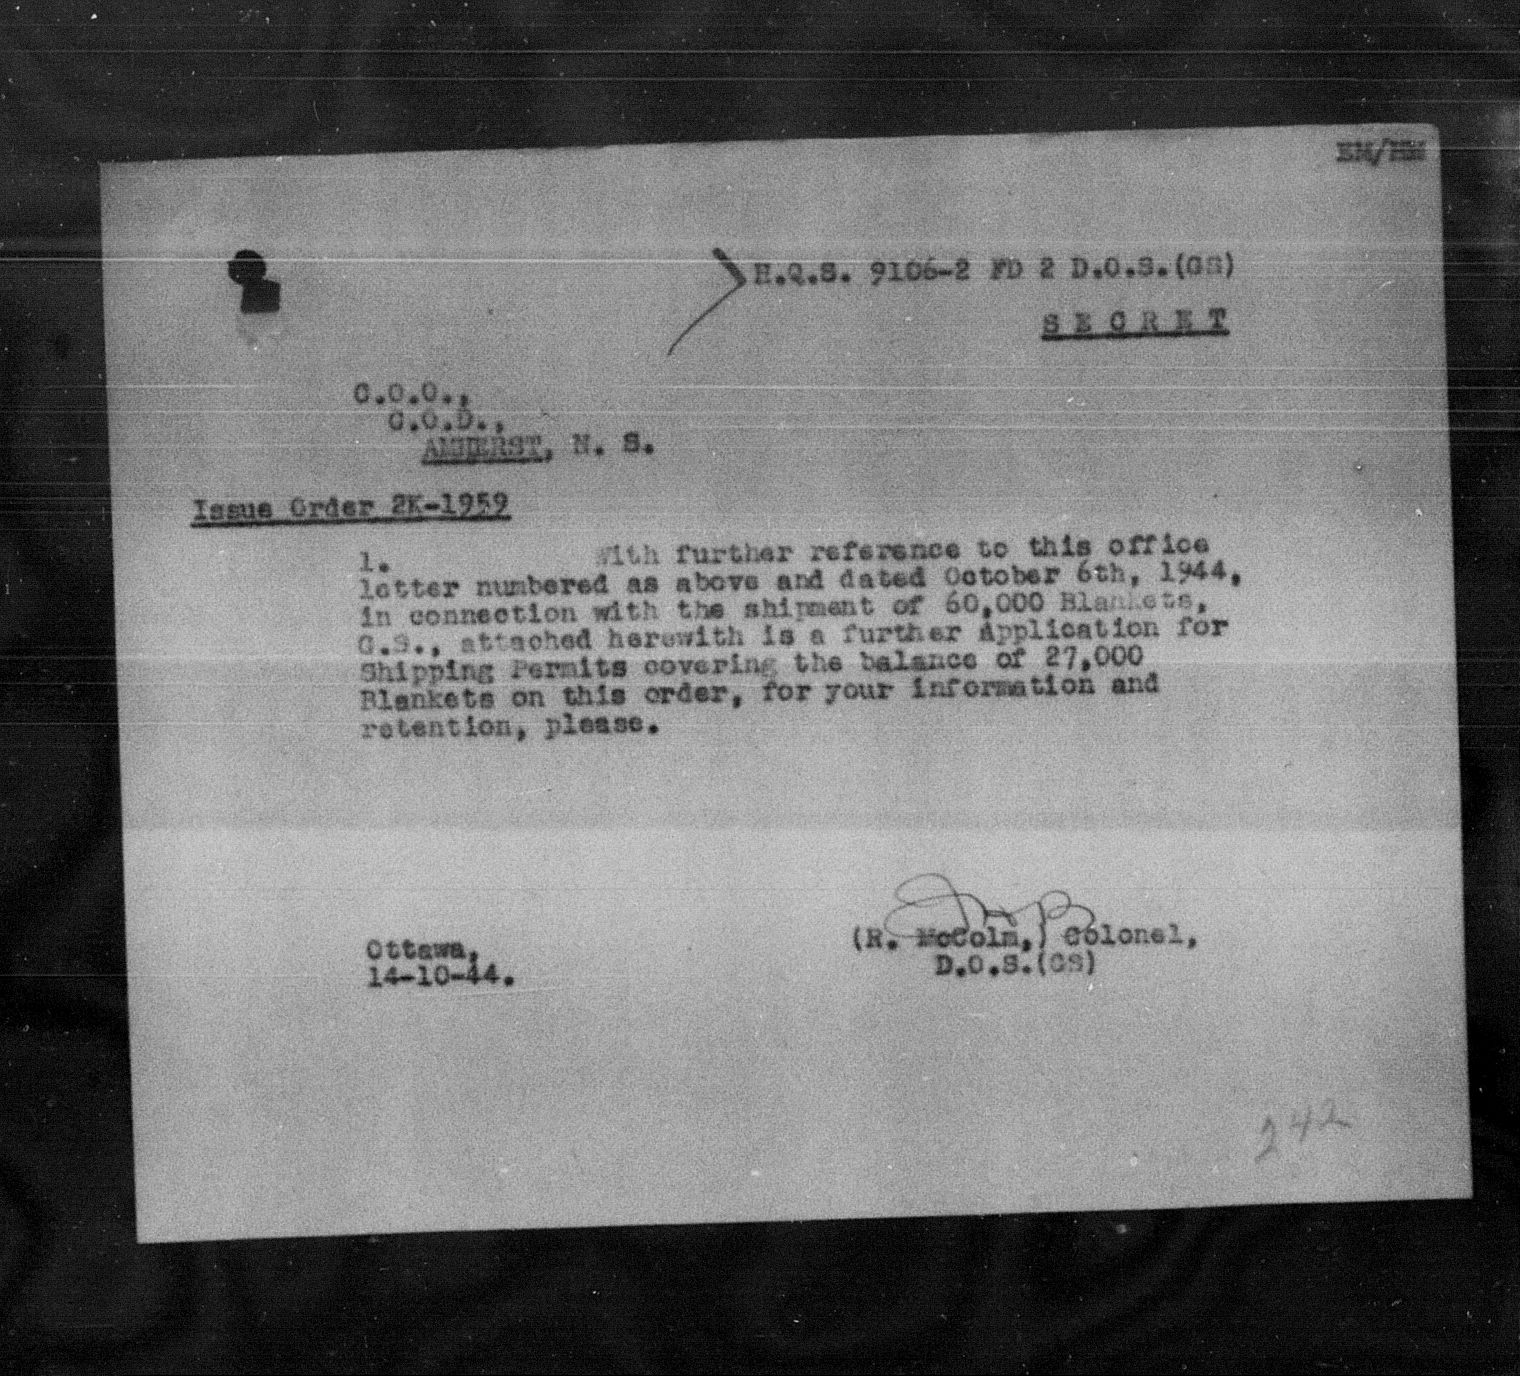 EM/HM
H.Q.S. 9106-2 FD 2 D.O.S.(GS)
S E C R E T
C.O.O.,
C.O.D.,
AMHERST, N. S.
Issue Order 2K-1959
1. With further reference to this office
letter numbered as above and dated October 6th, 1944,
in connection with the shipment of 60,000 Blankets,
G.S., attached herewith is a further Application for
Shipping Permits covering the balance of 27,000
Blankets on this order, for your information and
retention, please.
(R. McColm,) Colonel,
D.O.S.(GS)
Ottawa,
14-10-44.
242